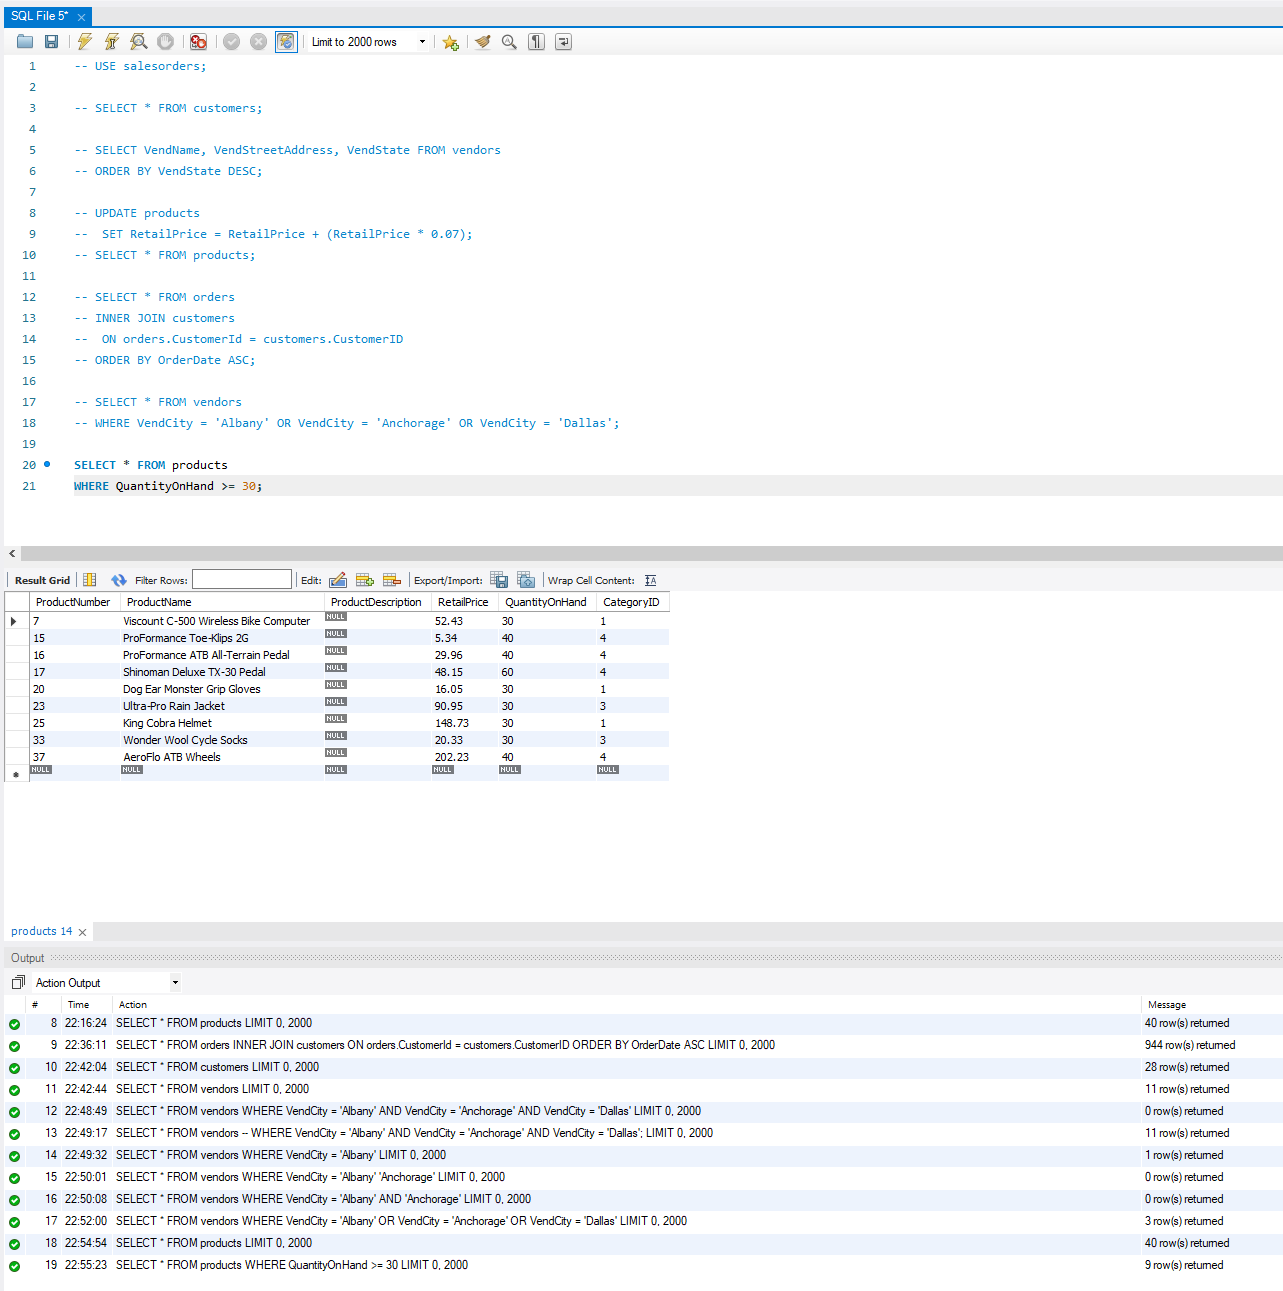 SQL File 5*
Limit to 2000 rows
1 -- USE salesorders;
2
3 -- SELECT * FROM customers;
4
5 -- SELECT VendName, VendStreetAddress, VendState FROM vendors
6 -- ORDER BY VendState DESC;
7
8 -- UPDATE products
9 --  SET RetailPrice = RetailPrice + (RetailPrice * 0.07);
10 -- SELECT * FROM products;
11
12 -- SELECT * FROM orders
13 -- INNER JOIN customers
14 --  ON orders.CustomerId = customers.CustomerID
15 -- ORDER BY OrderDate ASC;
16
17 -- SELECT * FROM vendors
18 -- WHERE VendCity = 'Albany' OR VendCity = 'Anchorage' OR VendCity = 'Dallas';
19
20 SELECT * FROM products
21 WHERE QuantityOnHand >= 30;
Result Grid Filter Rows: Edit: Export/Import: Wrap Cell Content: IA
ProductNumber ProductName ProductDescription RetailPrice QuantityOnHand CategoryID
7 Viscount C-500 Wireless Bike Computer NULL 52.43 30 1
15 ProFormance Toe-Klips 2G NULL 5.34 40 4
16 ProFormance ATB All-Terrain Pedal NULL 29.96 40 4
17 Shinoman Deluxe TX-30 Pedal NULL 48.15 60 4
20 Dog Ear Monster Grip Gloves NULL 16.05 30 1
23 Ultra-Pro Rain Jacket NULL 90.95 30 3
25 King Cobra Helmet NULL 148.73 30 1
33 Wonder Wool Cycle Socks NULL 20.33 30 3
37 AeroFlo ATB Wheels NULL 202.23 40 4
NULL NULL NULL NULL NULL NULL
products 14
Output
Action Output
# Time Action Message
8 22:16:24 SELECT * FROM products LIMIT 0, 2000 40 row(s) returned
9 22:36:11 SELECT * FROM orders INNER JOIN customers ON orders.CustomerId = customers.CustomerID ORDER BY OrderDate ASC LIMIT 0, 2000 944 row(s) returned
10 22:42:04 SELECT * FROM customers LIMIT 0, 2000 28 row(s) returned
11 22:42:44 SELECT * FROM vendors LIMIT 0, 2000 11 row(s) returned
12 22:48:49 SELECT * FROM vendors WHERE VendCity = 'Albany' AND VendCity = 'Anchorage' AND VendCity = 'Dallas' LIMIT 0, 2000 0 row(s) returned
13 22:49:17 SELECT * FROM vendors -- WHERE VendCity = 'Albany' AND VendCity = 'Anchorage' AND VendCity = 'Dallas'; LIMIT 0, 2000 11 row(s) returned
14 22:49:32 SELECT * FROM vendors WHERE VendCity = 'Albany' LIMIT 0, 2000 1 row(s) returned
15 22:50:01 SELECT * FROM vendors WHERE VendCity = 'Albany' 'Anchorage' LIMIT 0, 2000 0 row(s) returned
16 22:50:08 SELECT * FROM vendors WHERE VendCity = 'Albany' AND 'Anchorage' LIMIT 0, 2000 0 row(s) returned
17 22:52:00 SELECT * FROM vendors WHERE VendCity = 'Albany' OR VendCity = 'Anchorage' OR VendCity = 'Dallas' LIMIT 0, 2000 3 row(s) returned
18 22:54:54 SELECT * FROM products LIMIT 0, 2000 40 row(s) returned
19 22:55:23 SELECT * FROM products WHERE QuantityOnHand >= 30 LIMIT 0, 2000 9 row(s) returned